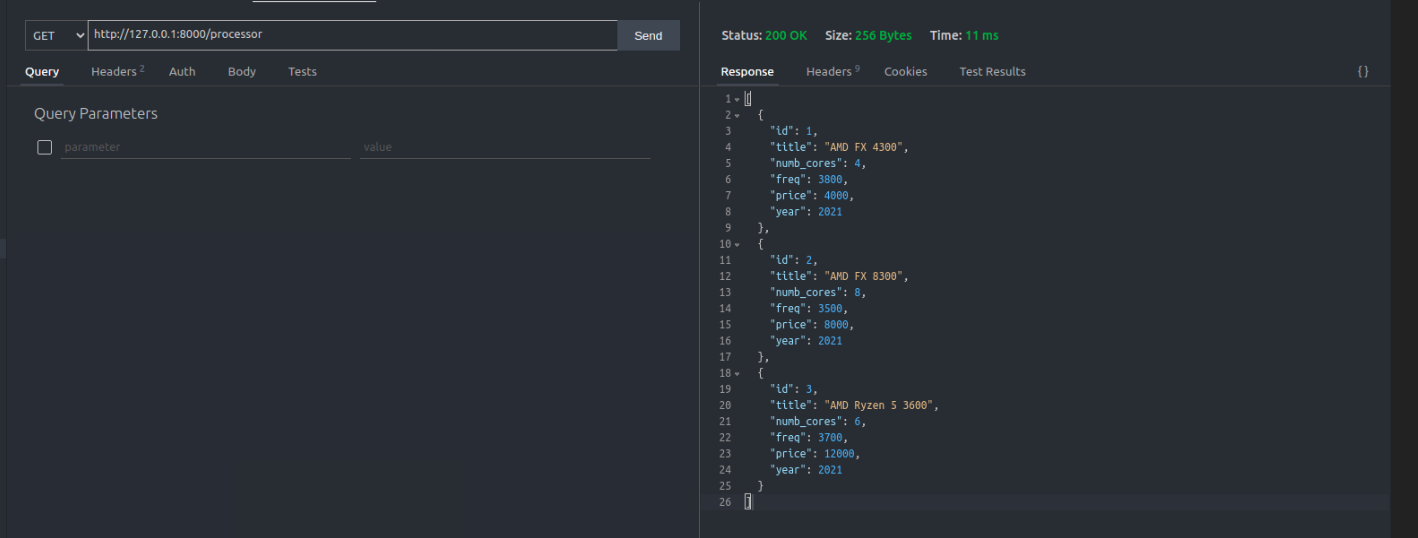 GET http://127.0.0.1:8000/processor Send
Query Headers 2 Auth Body Tests
Query Parameters
parameter value
Status: 200 OK Size: 256 Bytes Time: 11 ms
Response Headers 9 Cookies Test Results { }
1 [
2 {
3 "id": 1,
4 "title": "AMD FX 4300",
5 "numb_cores": 4,
6 "freq": 3800,
7 "price": 4000,
8 "year": 2021
9 },
10 {
11 "id": 2,
12 "title": "AMD FX 8300",
13 "numb_cores": 8,
14 "freq": 3500,
15 "price": 8000,
16 "year": 2021
17 },
18 {
19 "id": 3,
20 "title": "AMD Ryzen 5 3600",
21 "numb_cores": 6,
22 "freq": 3700,
23 "price": 12000,
24 "year": 2021
25 }
26 ]